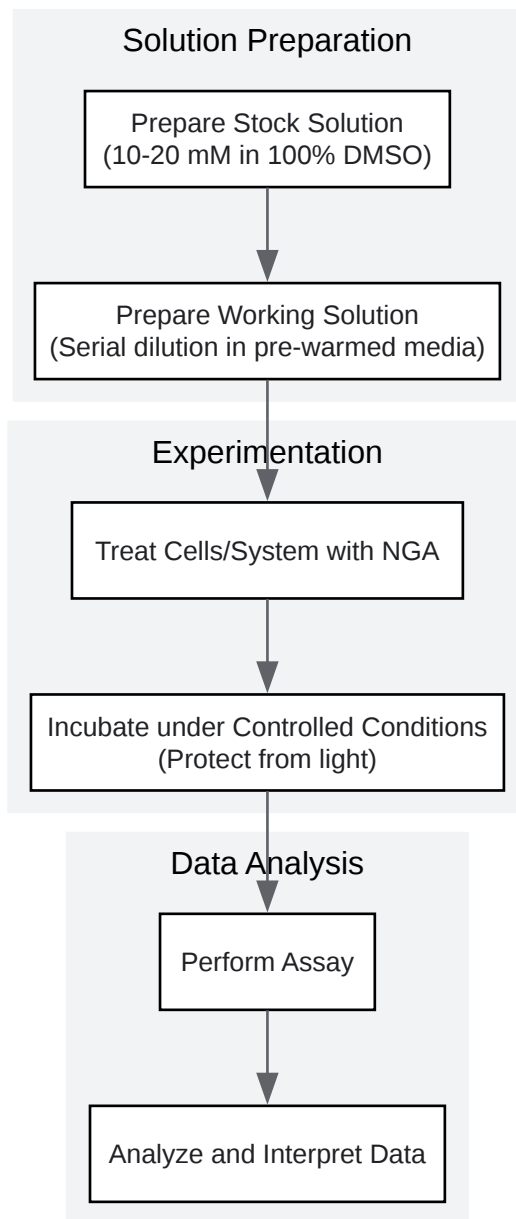 Solution Preparation
Prepare Stock Solution
(10-20 mM in 100% DMSO)
Prepare Working Solution
(Serial dilution in pre-warmed media)
Experimentation
Treat Cells/System with NGA
Incubate under Controlled Conditions
(Protect from light)
Data Analysis
Perform Assay
Analyze and Interpret Data